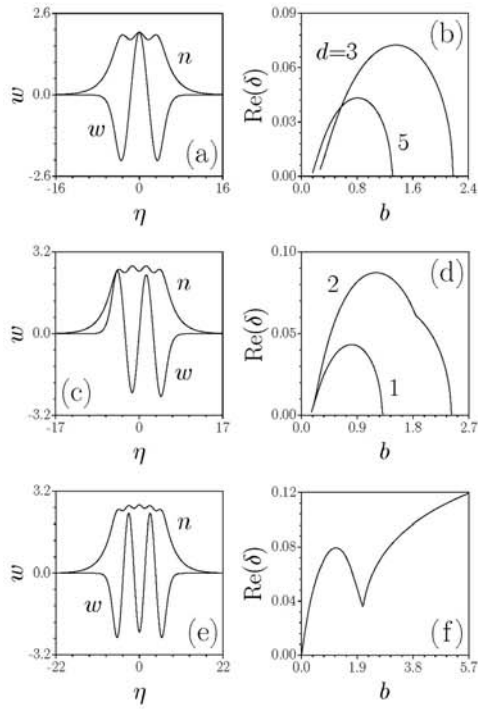 2.6
w
0.0
-2.6
n
w
(a)
-16 0 16
η
0.09
Re(δ)
0.06
0.03
0.00
d=3
5
(b)
0.0 0.8 1.6 2.4
b
3.2
w
0.0
-3.2
n
w
(c)
-17 0 17
η
0.10
Re(δ)
0.05
0.00
2
1
(d)
0.0 0.9 1.8 2.7
b
3.2
w
0.0
-3.2
n
w
(e)
-22 0 22
η
0.12
Re(δ)
0.08
0.04
0.00
(f)
0.0 1.9 3.8 5.7
b